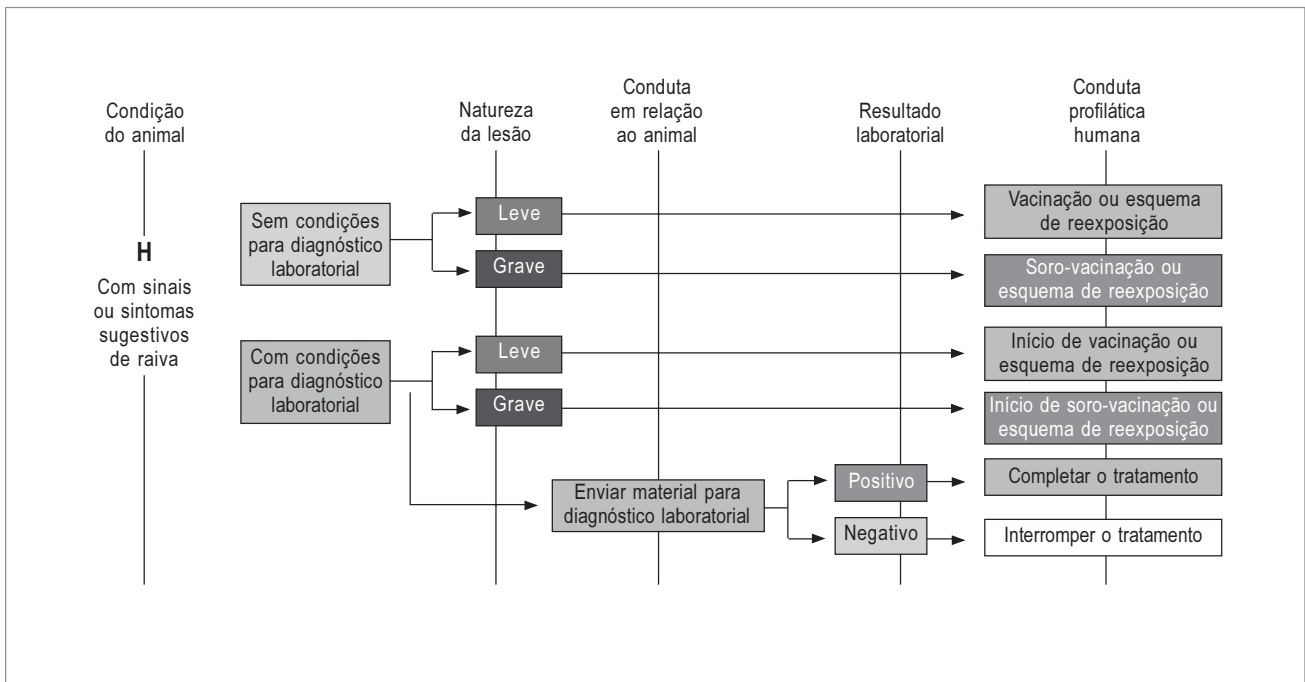 Condição
do animal
Natureza
da lesão
Conduta
em relação
ao animal
Resultado
laboratorial
Conduta
profilática
humana
H
Com sinais
ou sintomas
sugestivos
de raiva
Sem condições
para diagnóstico
laboratorial
Leve
Vacinação ou esquema
de reexposição
Grave
Soro-vacinação ou
esquema de reexposição
Com condições
para diagnóstico
laboratorial
Leve
Início de vacinação ou
esquema de reexposição
Grave
Início de soro-vacinação ou
esquema de reexposição
Enviar material para
diagnóstico laboratorial
Positivo
Completar o tratamento
Negativo
Interromper o tratamento